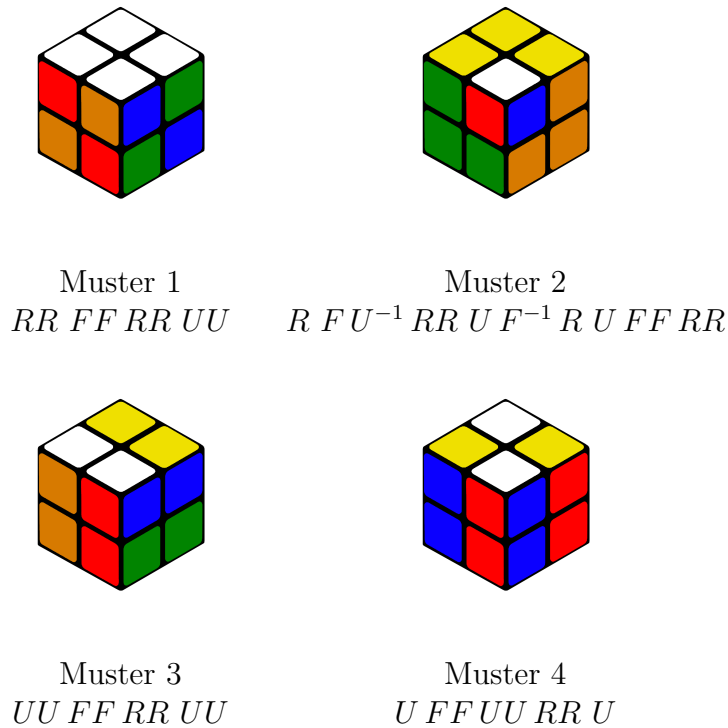 Muster 1
RR FF RR UU
Muster 2
R F U⁻¹ RR U F⁻¹ R U FF RR
Muster 3
UU FF RR UU
Muster 4
U FF UU RR U